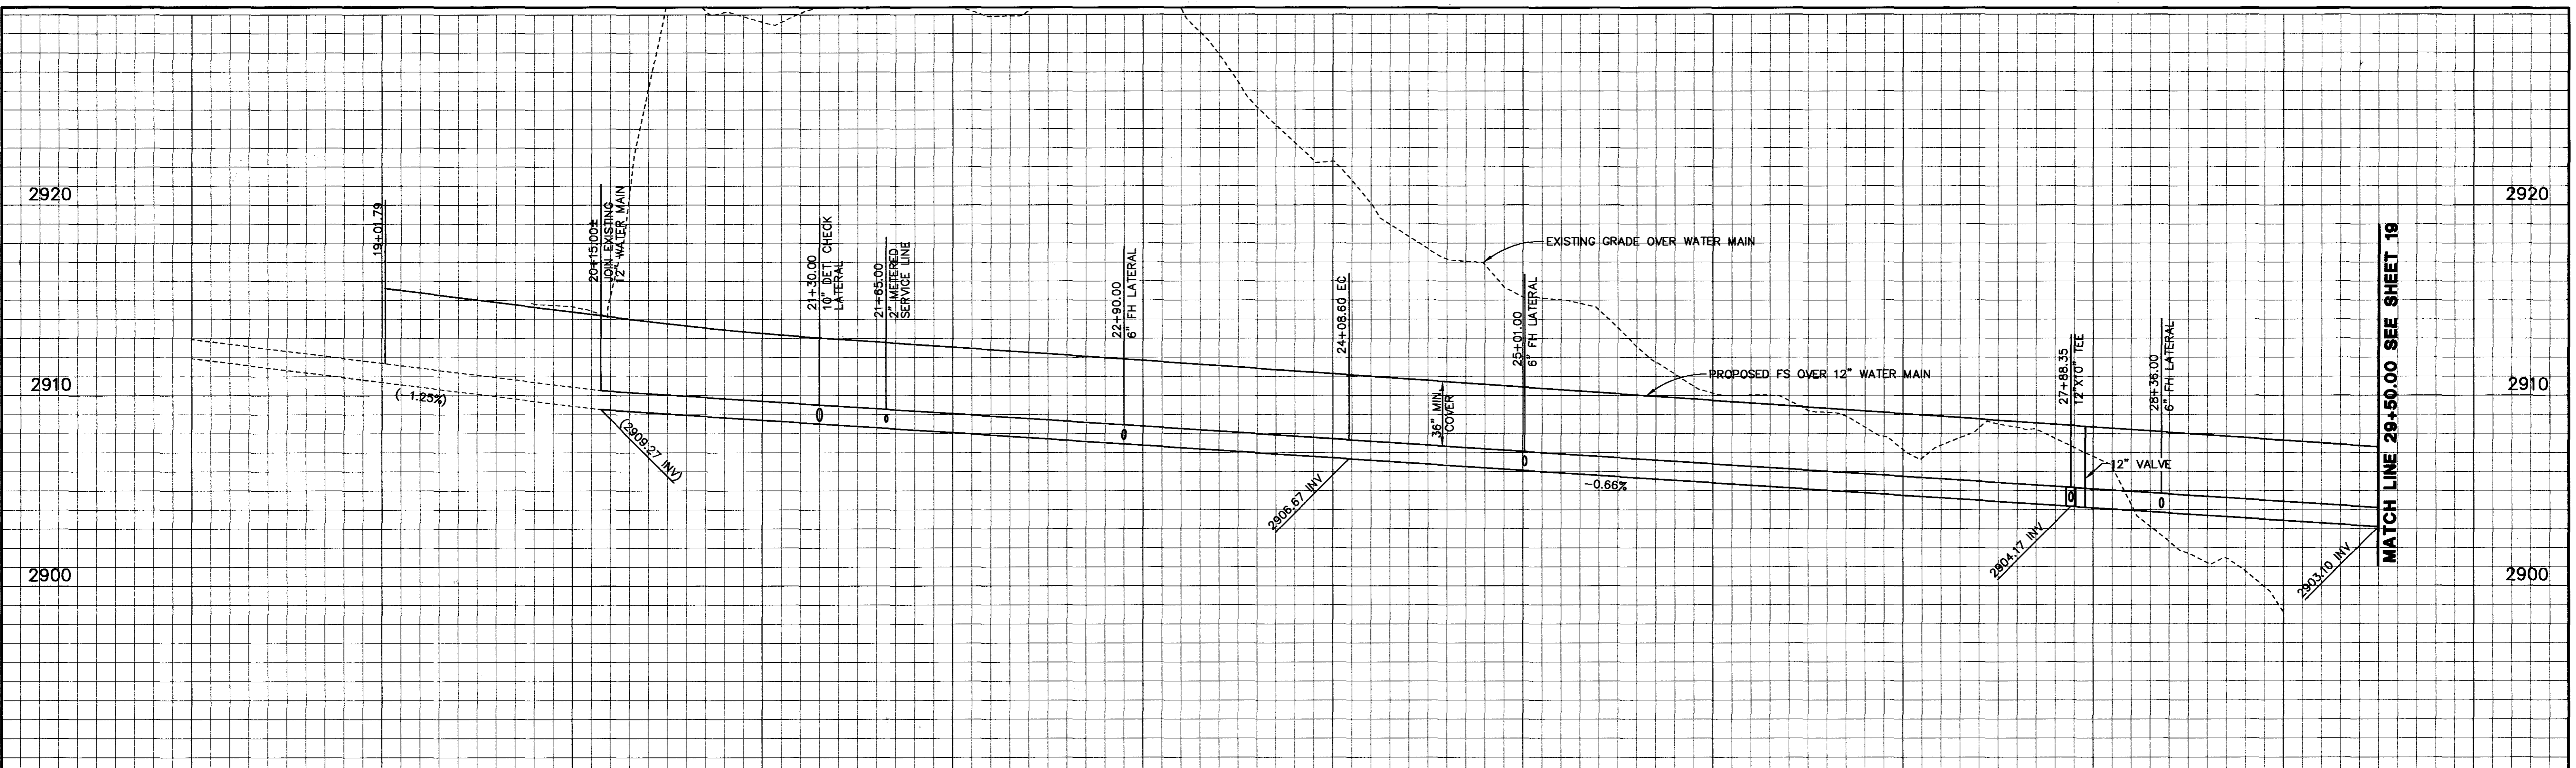 2920
2910
2900
19+01.79
20+15.00±
JOIN EXISTING
12" WATER MAIN
21+30.00
10" DET. CHECK
LATERAL
21+65.00
2" METERED
SERVICE LINE
22+90.00
6" FH LATERAL
24+08.60 EC
25+01.00
6" FH LATERAL
EXISTING GRADE OVER WATER MAIN
PROPOSED FS OVER 12" WATER MAIN
36" MIN
COVER
(-1.25%)
(2909.27 INV)
2906.67 INV
-0.66%
27+88.35
12"X10" TEE
12" VALVE
28+36.00
6" FH LATERAL
2904.17 INV
2903.10 INV
MATCH LINE 29+50.00 SEE SHEET 19
2920
2910
2900